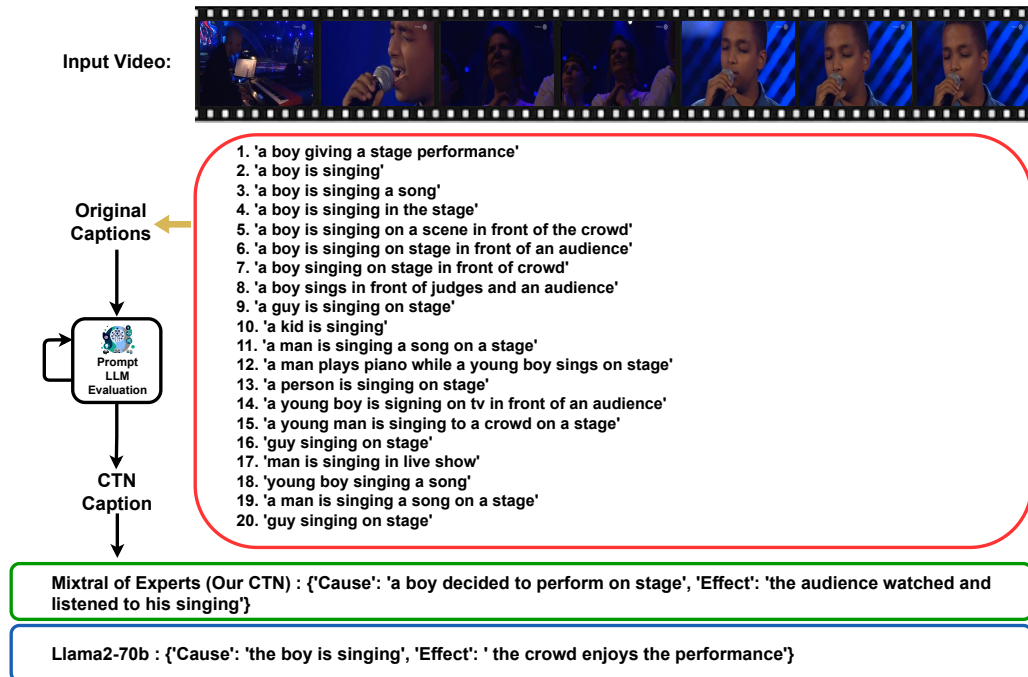 Input Video:
1. 'a boy giving a stage performance'
2. 'a boy is singing'
3. 'a boy is singing a song'
4. 'a boy is singing in the stage'
5. 'a boy is singing on a scene in front of the crowd'
6. 'a boy is singing on stage in front of an audience'
7. 'a boy singing on stage in front of crowd'
8. 'a boy sings in front of judges and an audience'
9. 'a guy is singing on stage'
10. 'a kid is singing'
11. 'a man is singing a song on a stage'
12. 'a man plays piano while a young boy sings on stage'
13. 'a person is singing on stage'
14. 'a young boy is signing on tv in front of an audience'
15. 'a young man is singing to a crowd on a stage'
16. 'guy singing on stage'
17. 'man is singing in live show'
18. 'young boy singing a song'
19. 'a man is singing a song on a stage'
20. 'guy singing on stage'
Original
Captions
Prompt
LLM
Evaluation
CTN
Caption
Mixtral of Experts (Our CTN) : {'Cause': 'a boy decided to perform on stage', 'Effect': 'the audience watched and
listened to his singing'}
Llama2-70b : {'Cause': 'the boy is singing', 'Effect': ' the crowd enjoys the performance'}